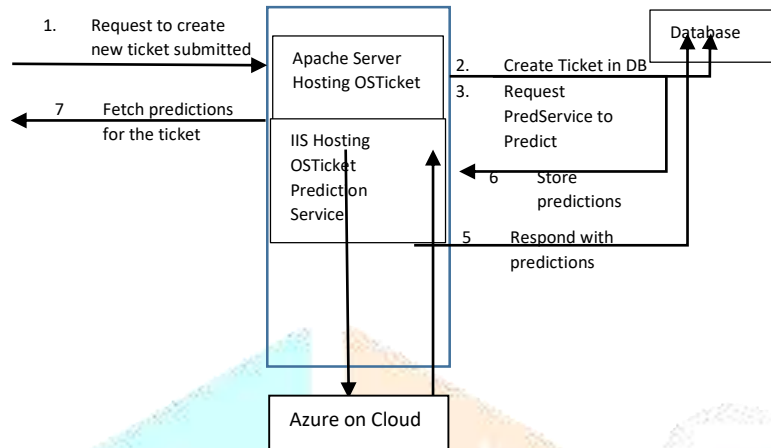 1. Request to create
new ticket submitted
Apache Server
Hosting OSTicket
Database
2. Create Ticket in DB
3. Request
PredService to
Predict
7 Fetch predictions
for the ticket
IIS Hosting
OSTicket
Prediction
Service
6 Store
predictions
5 Respond with
predictions
Azure on Cloud